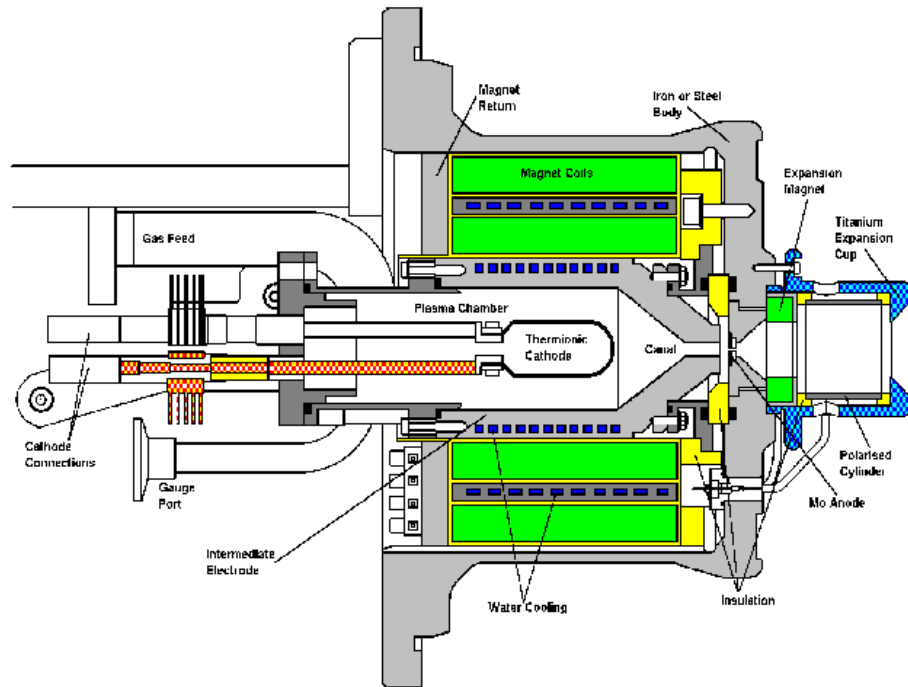 Magnet
Return
Iron or Steel
Body
Expansion
Magnet
Magnet Coils
Titanium
Expansion
Cup
Gas Feed
Plasma Chamber
Thermionic
Cathode
Canal
Cathode
Connections
Gauge
Port
Polarised
Cylinder
Mo Anode
Intermediate
Electrode
Water Cooling
Insulation